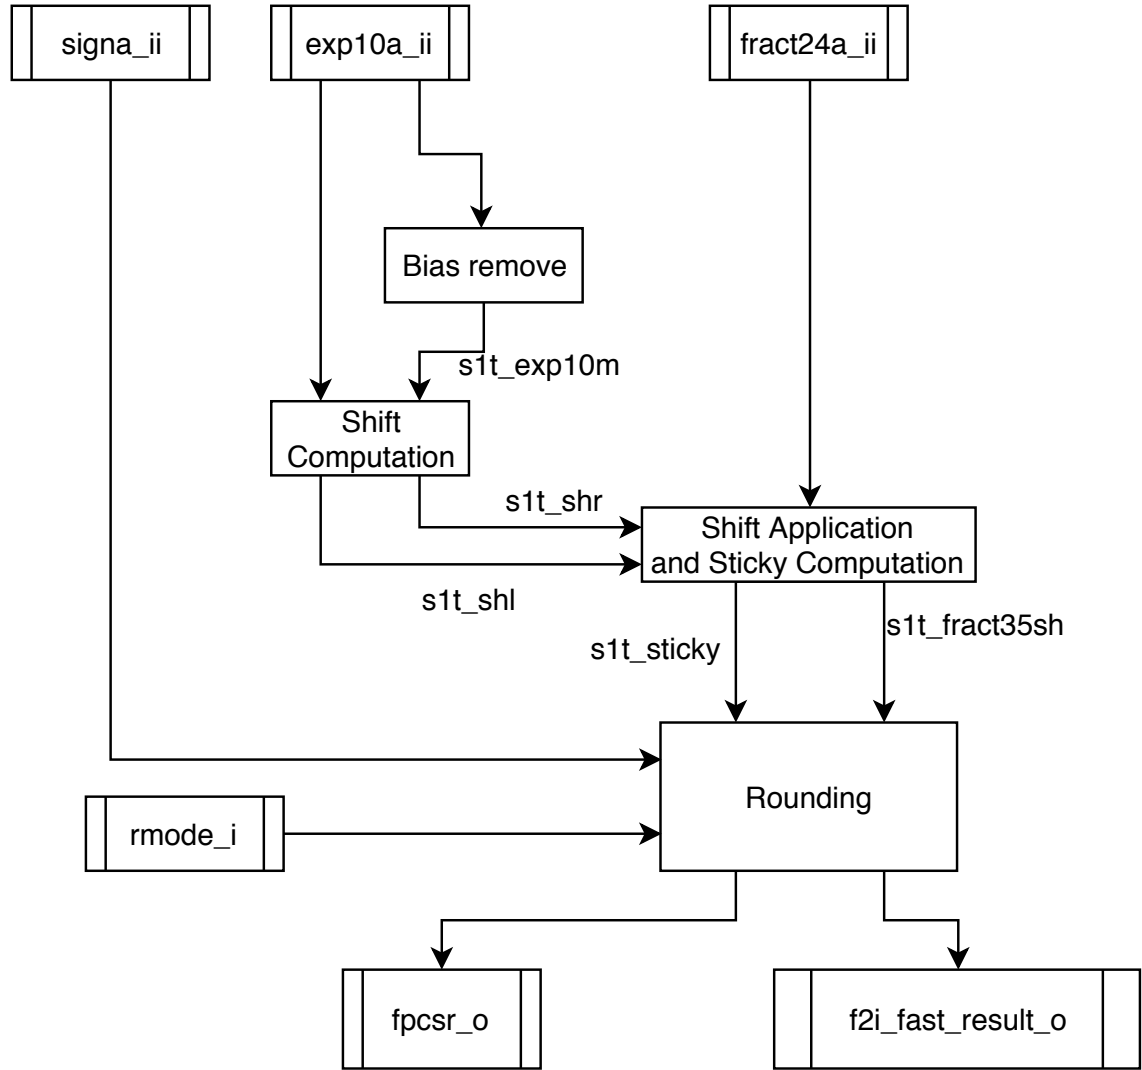 signa_ii
exp10a_ii
fract24a_ii
Bias remove
s1t_exp10m
Shift
Computation
s1t_shr
Shift Application
and Sticky Computation
s1t_shl
s1t_fract35sh
s1t_sticky
Rounding
rmode_i
fpcsr_o
f2i_fast_result_o